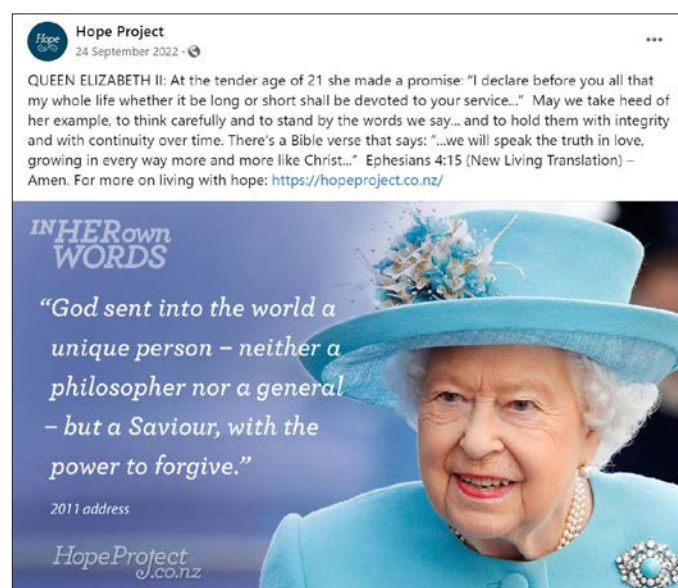 Hope
Hope Project
24 September 2022 ·
QUEEN ELIZABETH II: At the tender age of 21 she made a promise: “I declare before you all that
my whole life whether it be long or short shall be devoted to your service...”  May we take heed of
her example, to think carefully and to stand by the words we say... and to hold them with integrity
and with continuity over time. There’s a Bible verse that says: “...we will speak the truth in love,
growing in every way more and more like Christ...”  Ephesians 4:15 (New Living Translation) –
Amen. For more on living with hope: https://hopeproject.co.nz/
IN HER own
WORDS
“God sent into the world a
unique person – neither a
philosopher nor a general
– but a Saviour, with the
power to forgive.”
2011 address
HopeProject
.co.nz